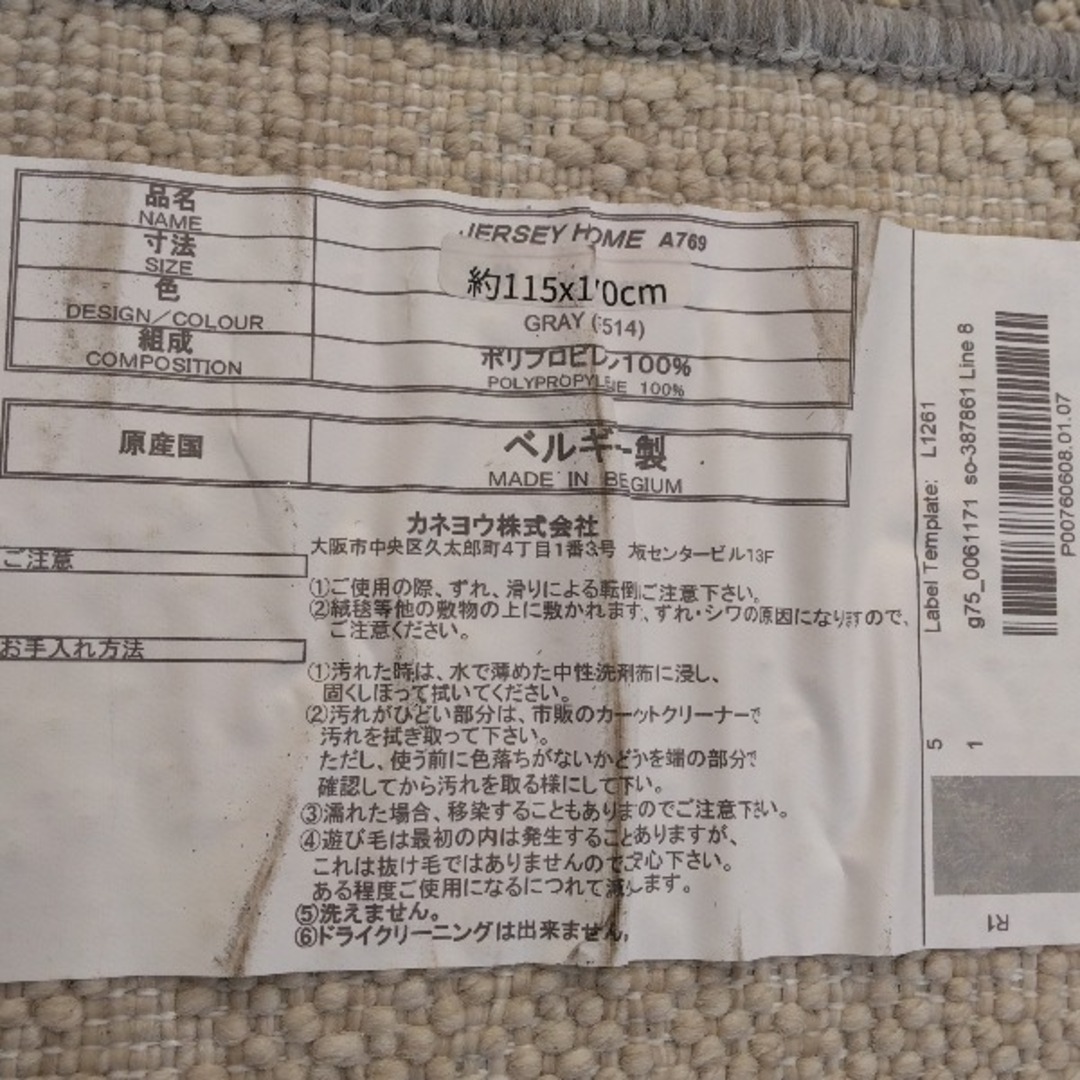 品名
NAME
JERSEY HOME A769
寸法
SIZE
約115x1 0cm
色
DESIGN/COLOUR
GRAY ( 514)
組成
COMPOSITION
ポリプロピレン100%
POLYPROPYLENE 100%
原産国
ベルギー製
MADE IN BEGIUM
カネヨウ株式会社
大阪市中央区久太郎町4丁目1番3号 阪センタービル13F
ご注意
①ご使用の際、ずれ、滑りによる転倒ご注意下さい。
②絨毯等他の敷物の上に敷かれます、ずれ・シワの原因になりますので、
ご注意ください。
お手入れ方法
①汚れた時は、水で薄めた中性洗剤布に浸し、
固くしぼって拭いてください。
②汚れがひどい部分は、市販のカーットクリーナーで
汚れを拭き取って下さい。
ただし、使う前に色落ちがないかどうかを端の部分で
確認してから汚れを取る様にして下い。
③濡れた場合、移染することもありまのでご注意下さい。
④遊び毛は最初の内は発生することありますが、
これは抜け毛ではありませんのでご安心下さい。
ある程度ご使用になるにつれて減します。
⑤洗えません。
⑥ドライクリーニングは出来ません。
Label Template: L1261
g75_0061171 so-387861 Line 8
P00760608.01.07
5
1
R1